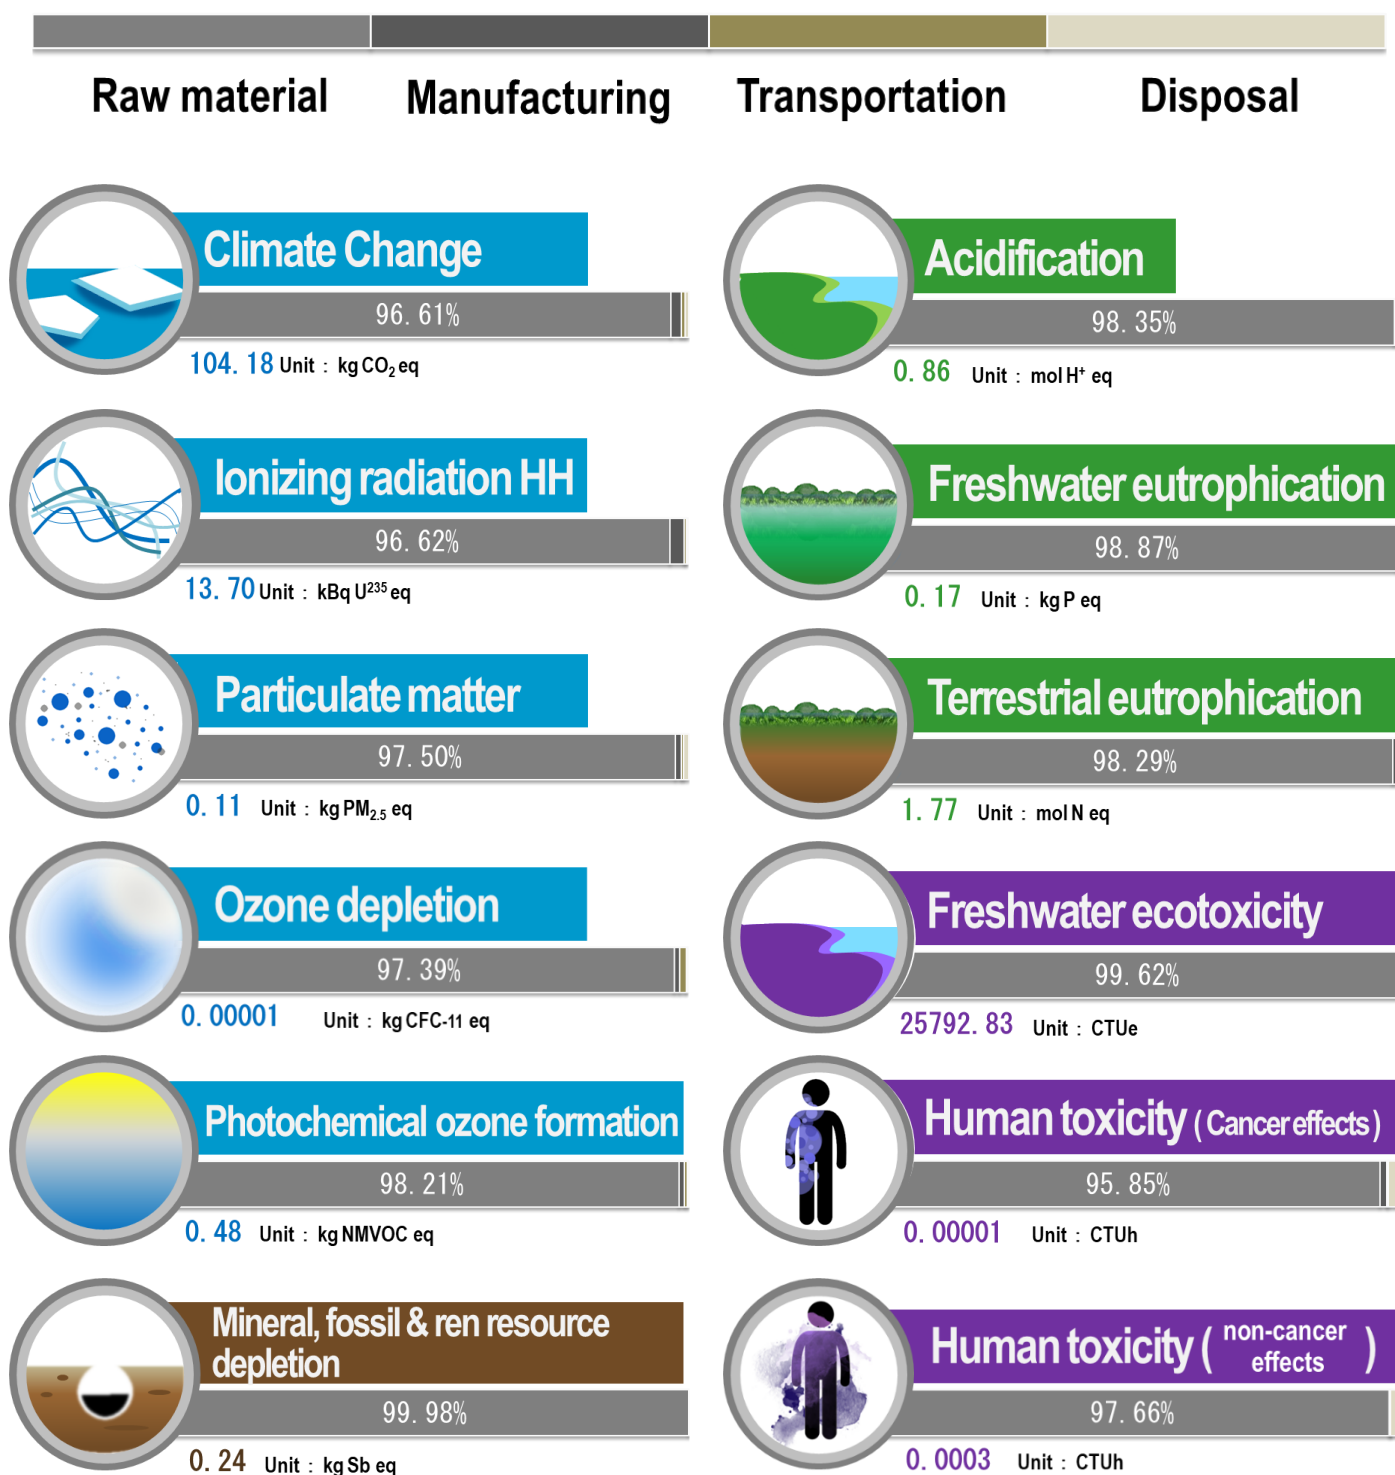 Raw material
Manufacturing
Transportation
Disposal
Climate Change
96.61%
104.18 Unit : kg CO₂ eq
Ionizing radiation HH
96.62%
13.70 Unit : kBq U²³⁵ eq
Particulate matter
97.50%
0.11 Unit : kg PM₂.₅ eq
Ozone depletion
97.39%
0.00001 Unit : kg CFC-11 eq
Photochemical ozone formation
98.21%
0.48 Unit : kg NMVOC eq
Mineral, fossil & ren resource
depletion
99.98%
0.24 Unit : kg Sb eq
Acidification
98.35%
0.86 Unit : mol H⁺ eq
Freshwater eutrophication
98.87%
0.17 Unit : kg P eq
Terrestrial eutrophication
98.29%
1.77 Unit : mol N eq
Freshwater ecotoxicity
99.62%
25792.83 Unit : CTUe
Human toxicity ( Cancer effects )
95.85%
0.00001 Unit : CTUh
Human toxicity ( non-cancer
effects )
97.66%
0.0003 Unit : CTUh